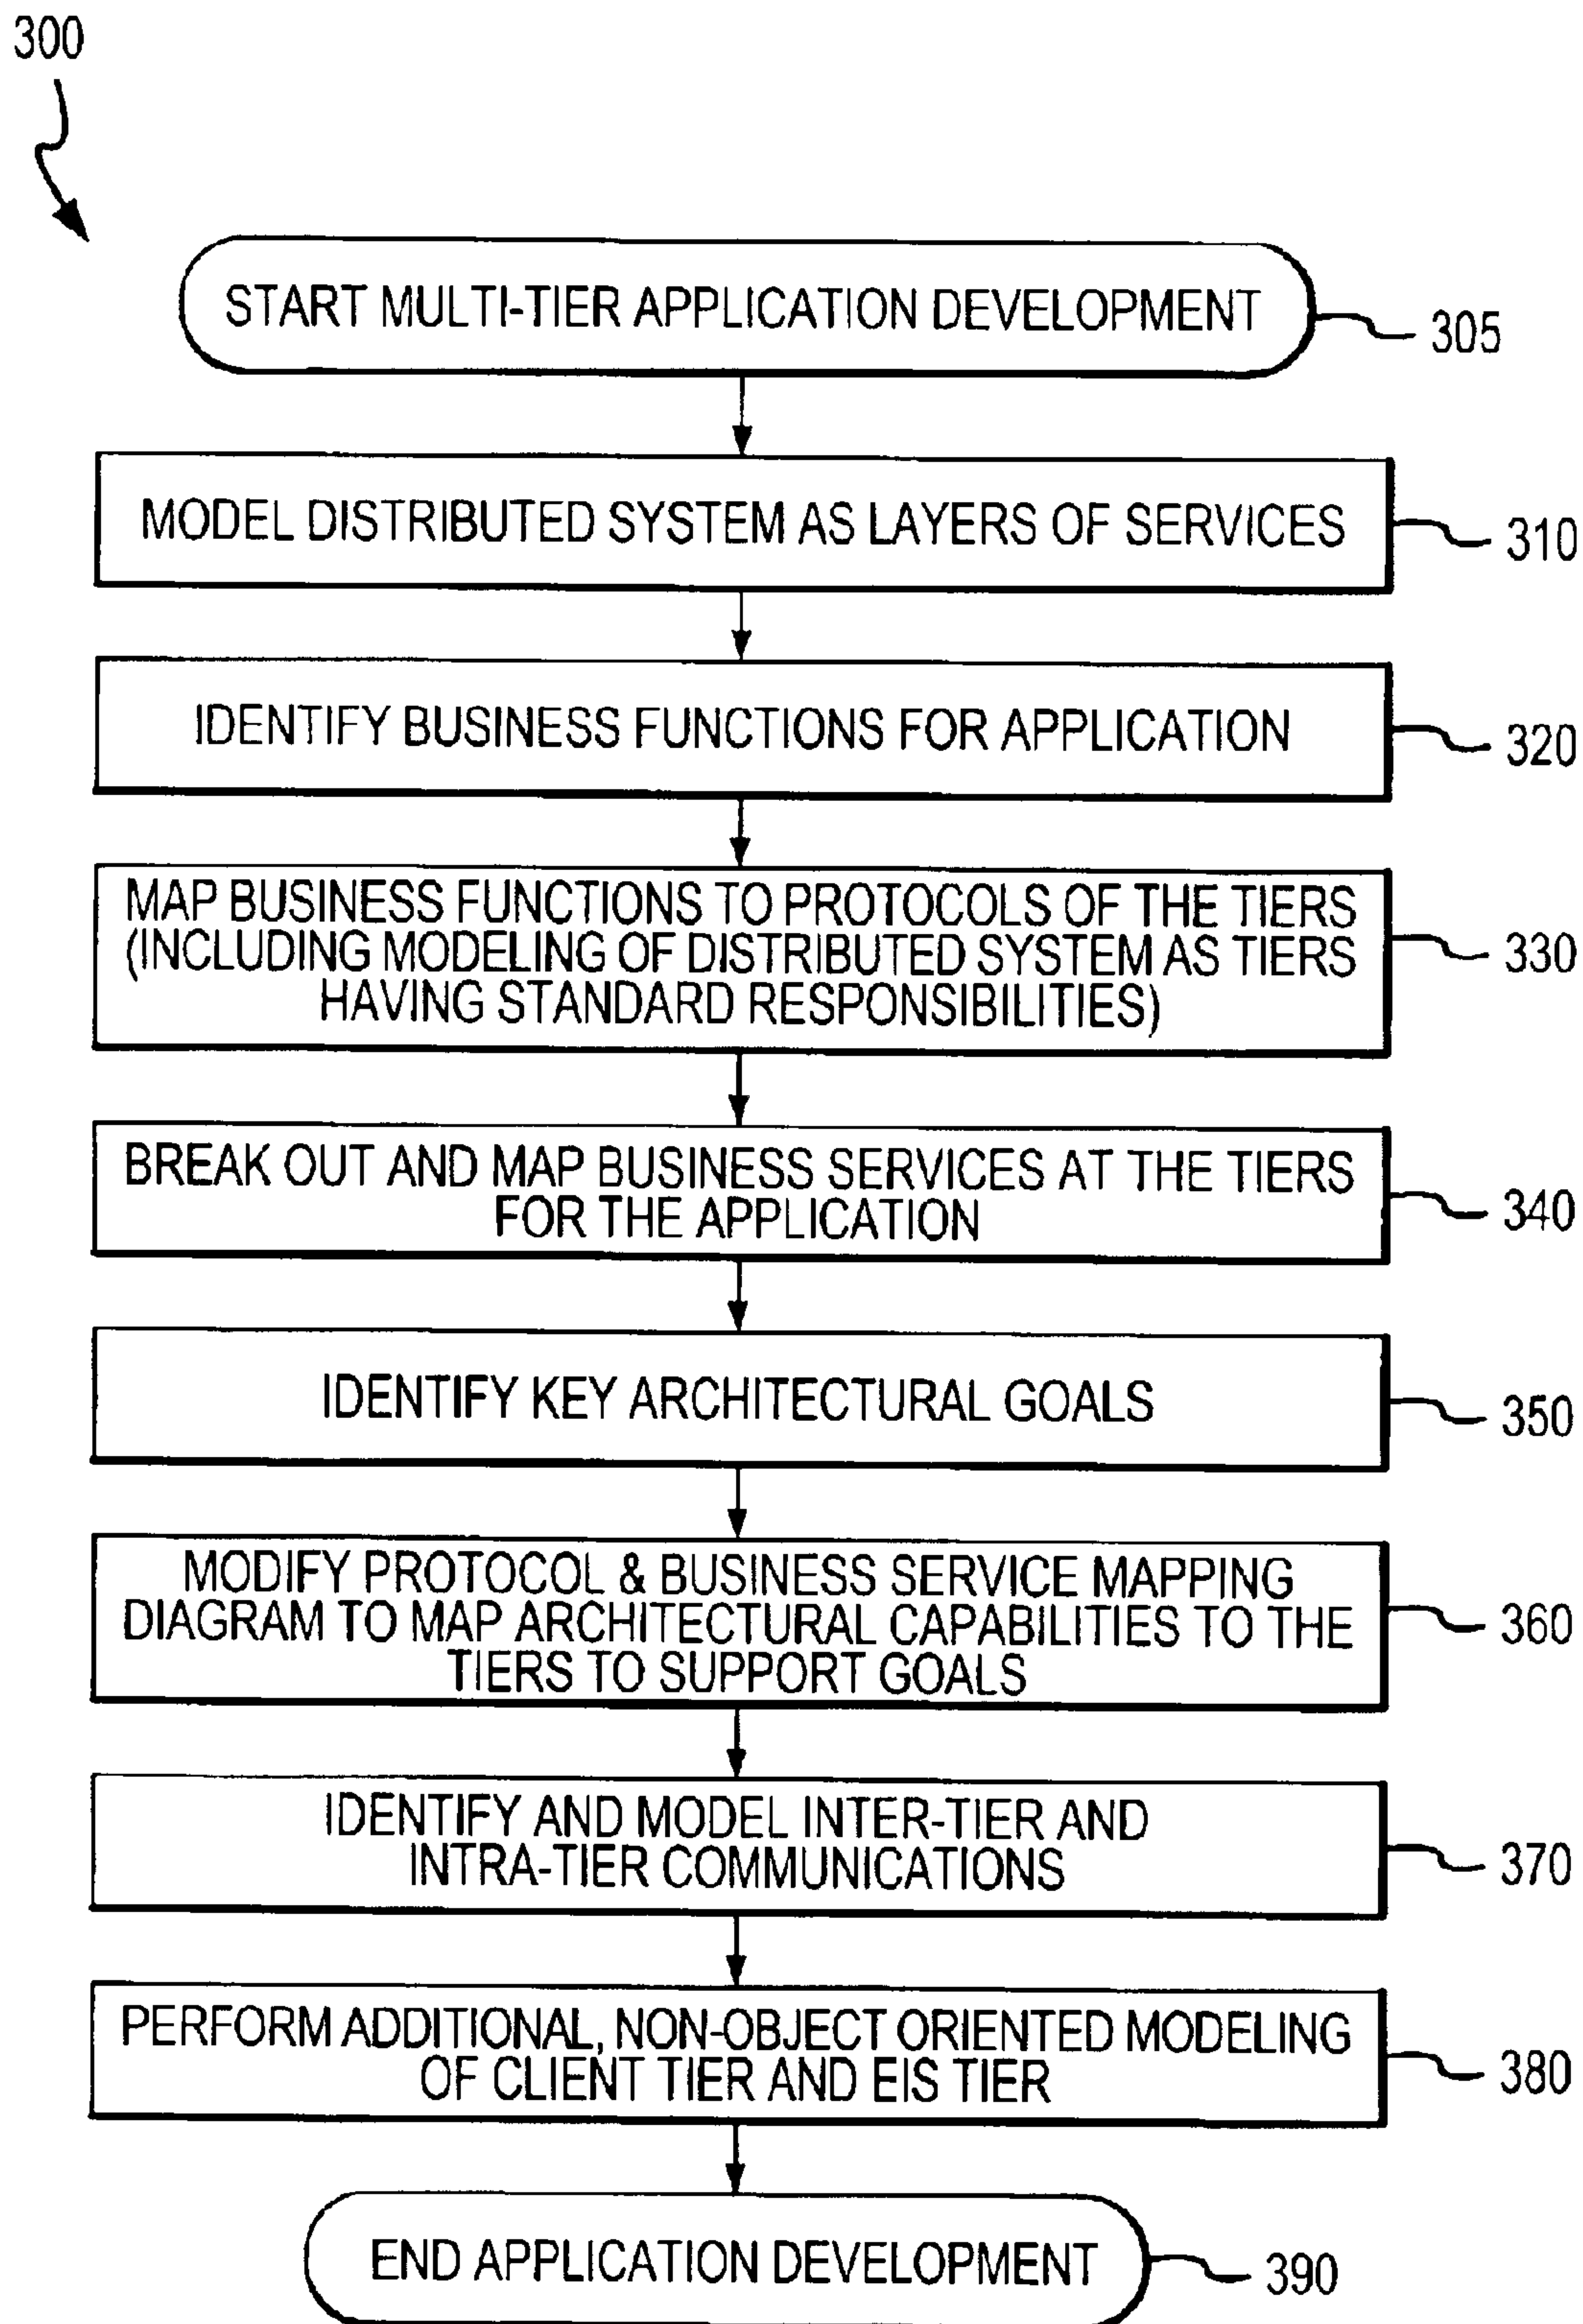 300
START MULTI-TIER APPLICATION DEVELOPMENT
305
MODEL DISTRIBUTED SYSTEM AS LAYERS OF SERVICES
310
IDENTIFY BUSINESS FUNCTIONS FOR APPLICATION
320
MAP BUSINESS FUNCTIONS TO PROTOCOLS OF THE TIERS
(INCLUDING MODELING OF DISTRIBUTED SYSTEM AS TIERS
HAVING STANDARD RESPONSIBILITIES)
330
BREAK OUT AND MAP BUSINESS SERVICES AT THE TIERS
FOR THE APPLICATION
340
IDENTIFY KEY ARCHITECTURAL GOALS
350
MODIFY PROTOCOL & BUSINESS SERVICE MAPPING
DIAGRAM TO MAP ARCHITECTURAL CAPABILITIES TO THE
TIERS TO SUPPORT GOALS
360
IDENTIFY AND MODEL INTER-TIER AND
INTRA-TIER COMMUNICATIONS
370
PERFORM ADDITIONAL, NON-OBJECT ORIENTED MODELING
OF CLIENT TIER AND EIS TIER
380
END APPLICATION DEVELOPMENT
390